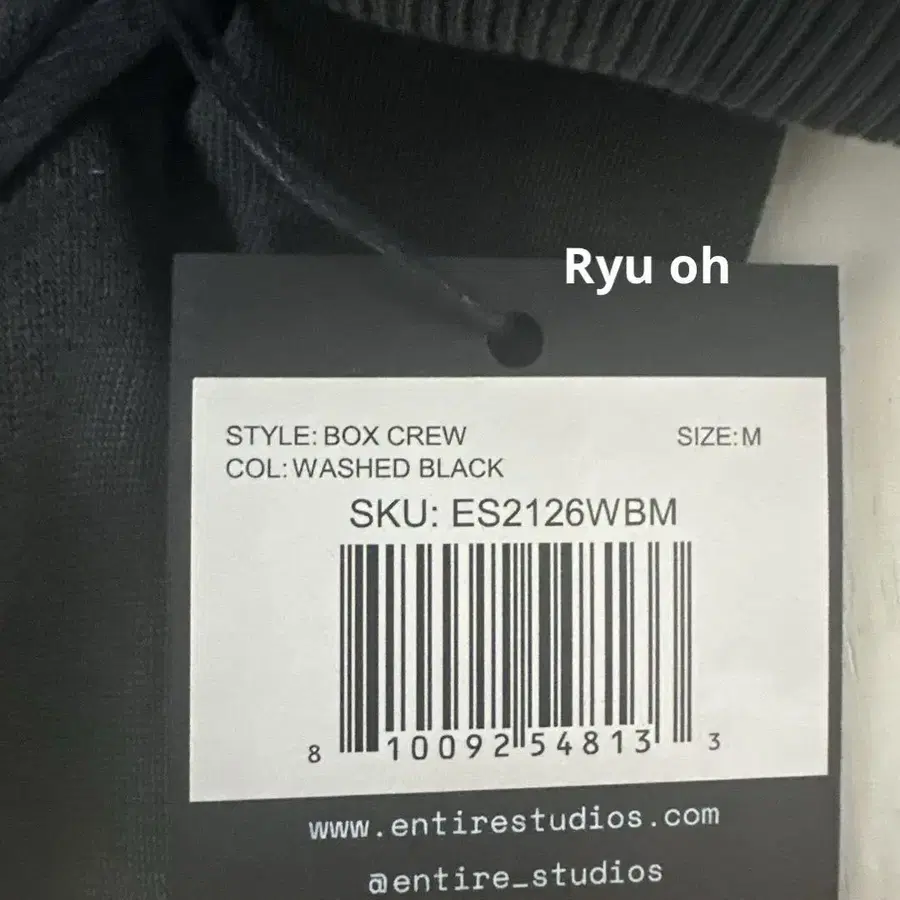 Ryu oh
STYLE: BOX CREW SIZE: M
COL: WASHED BLACK
SKU: ES2126WBM
8 10092 54813 3
www.entirestudios.com
@entire_studios